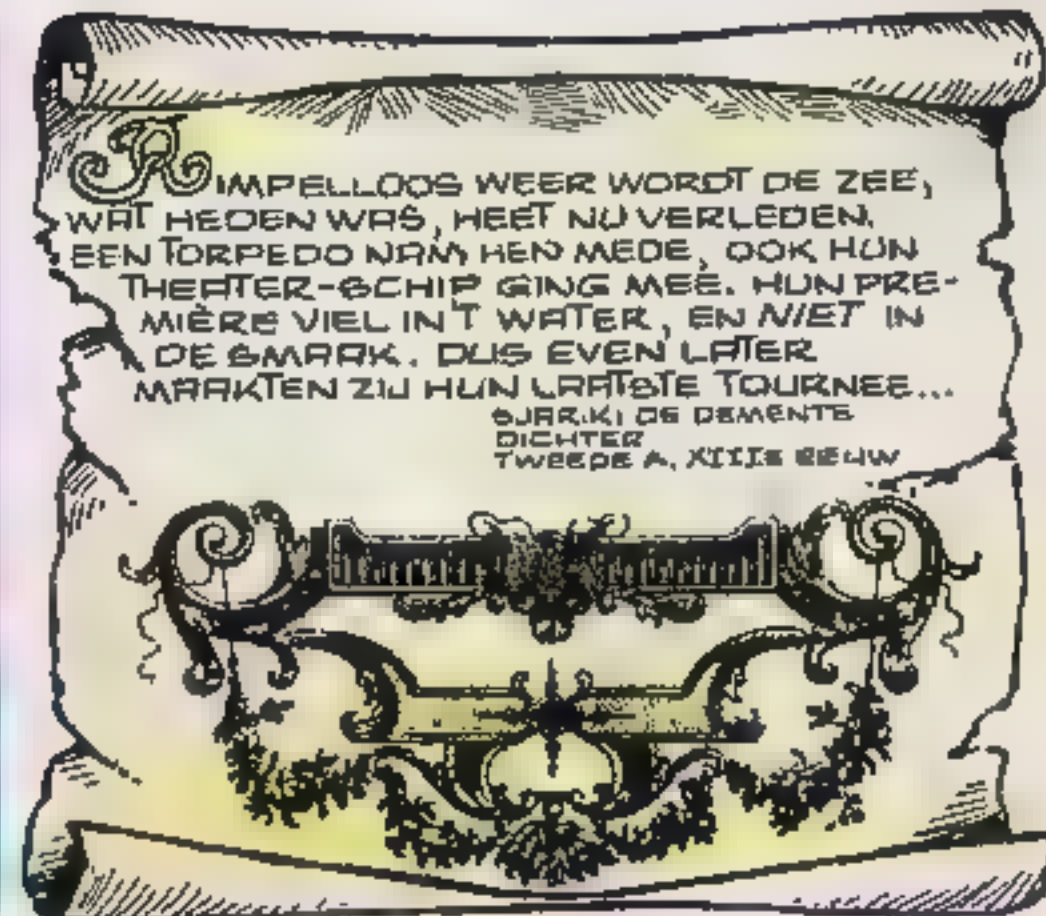 RIMPELLOOS WEER WORDT DE ZEE,
WAT HEDEN WAS, HEET NU VERLEDEN.
EEN TORPEDO NAM HEN MEDE, OOK HUN
THEATER-SCHIP GING MEE. HUN PRE-
MIÈRE VIEL IN 'T WATER, EN NIET IN
DE SMAAK. DUS EVEN LATER
MAAKTEN ZIJ HUN LAATSTE TOURNEE...
DE DEMENTE
DICHTER
TWEEDE A, XIIIe EEUW